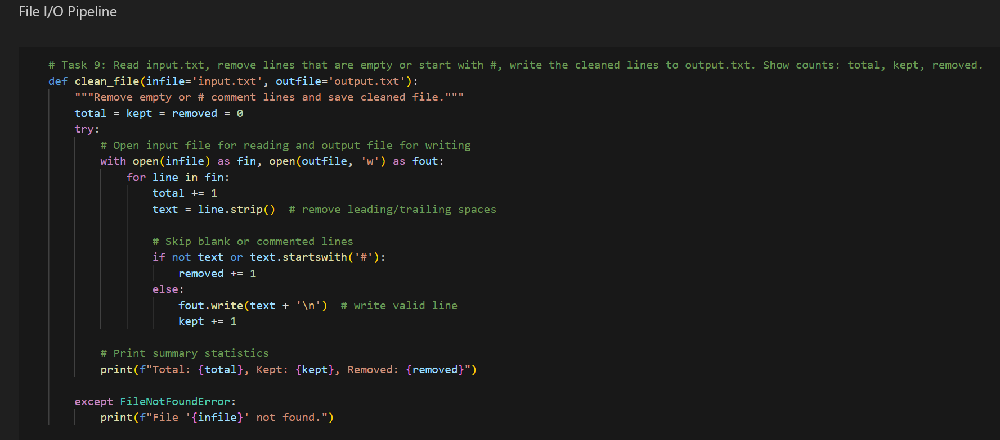 File I/O Pipeline
# Task 9: Read input.txt, remove lines that are empty or start with #, write the cleaned lines to output.txt. Show counts: total, kept, removed.
def clean_file(infile='input.txt', outfile='output.txt'):
    """Remove empty or # comment lines and save cleaned file."""
    total = kept = removed = 0
    try:
        # Open input file for reading and output file for writing
        with open(infile) as fin, open(outfile, 'w') as fout:
            for line in fin:
                total += 1
                text = line.strip()  # remove leading/trailing spaces

                # Skip blank or commented lines
                if not text or text.startswith('#'):
                    removed += 1
                else:
                    fout.write(text + '\n')  # write valid line
                    kept += 1

        # Print summary statistics
        print(f"Total: {total}, Kept: {kept}, Removed: {removed}")

    except FileNotFoundError:
        print(f"File '{infile}' not found.")